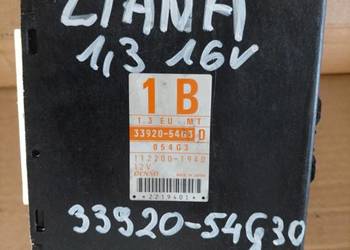 LIANA
1,3 16V
1 B
1.3 EU MT
33920-54G30
054G3
112200-1940
12V
DENSO MADE IN JAPAN
*2219401*
33920-54G30